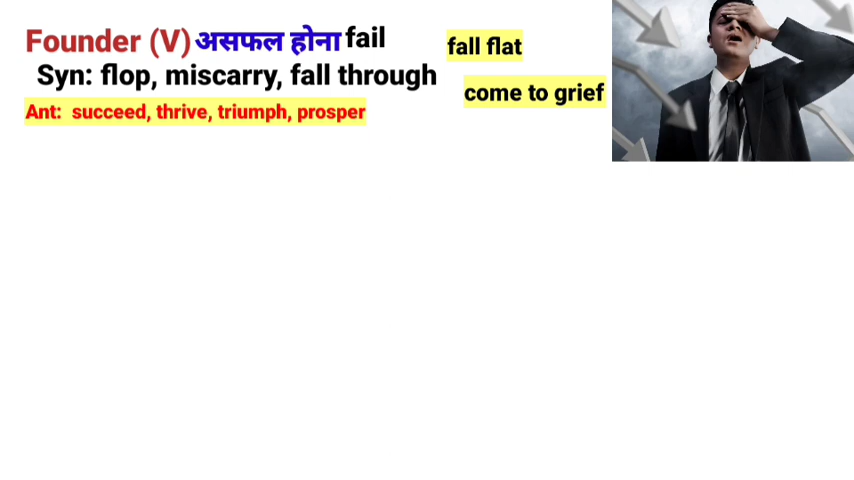 Founder (V) असफल होना fail
fall flat
Syn: flop, miscarry, fall through
come to grief
Ant: succeed, thrive, triumph, prosper